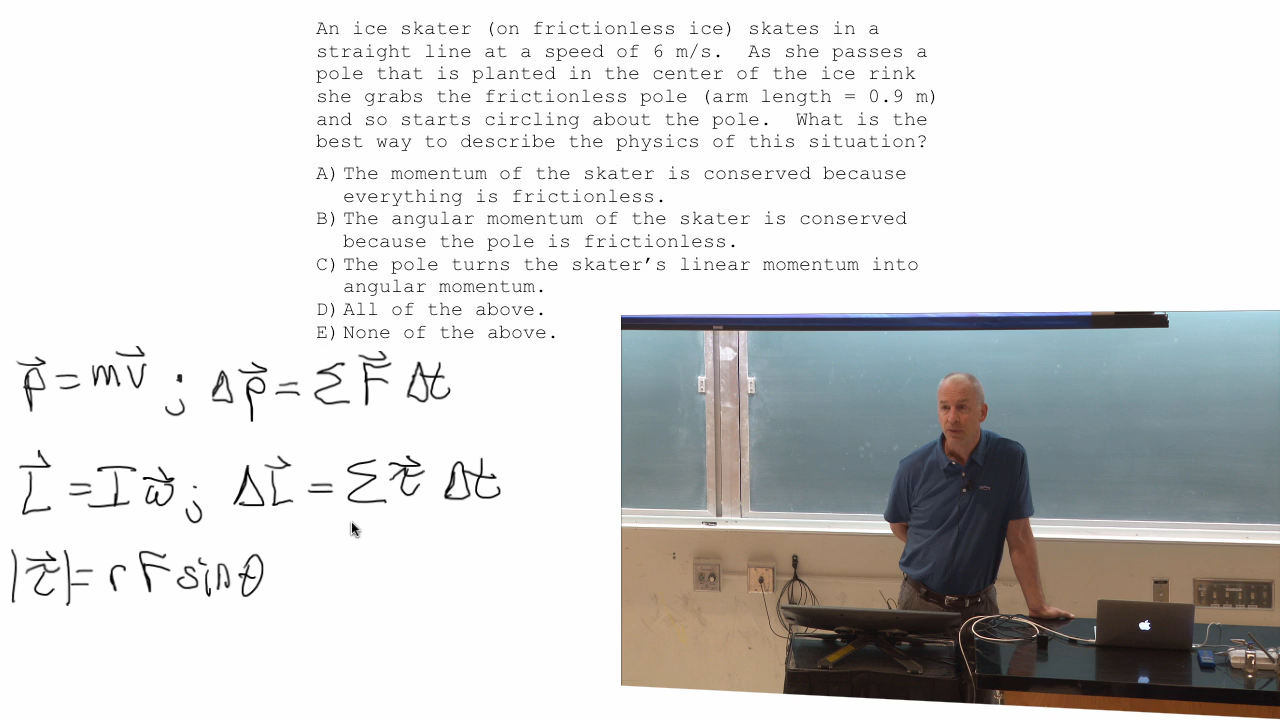 An ice skater (on frictionless ice) skates in a
straight line at a speed of 6 m/s. As she passes a
pole that is planted in the center of the ice rink
she grabs the frictionless pole (arm length = 0.9 m)
and so starts circling about the pole. What is the
best way to describe the physics of this situation?
A) The momentum of the skater is conserved because
everything is frictionless.
B) The angular momentum of the skater is conserved
because the pole is frictionless.
C) The pole turns the skater’s linear momentum into
angular momentum.
D) All of the above.
E) None of the above.
p⃗ = mv⃗ ; Δp⃗ = ΣF⃗ Δt
L⃗ = Iω⃗ ; ΔL⃗ = Στ⃗ Δt
|τ⃗| = r F sinθ